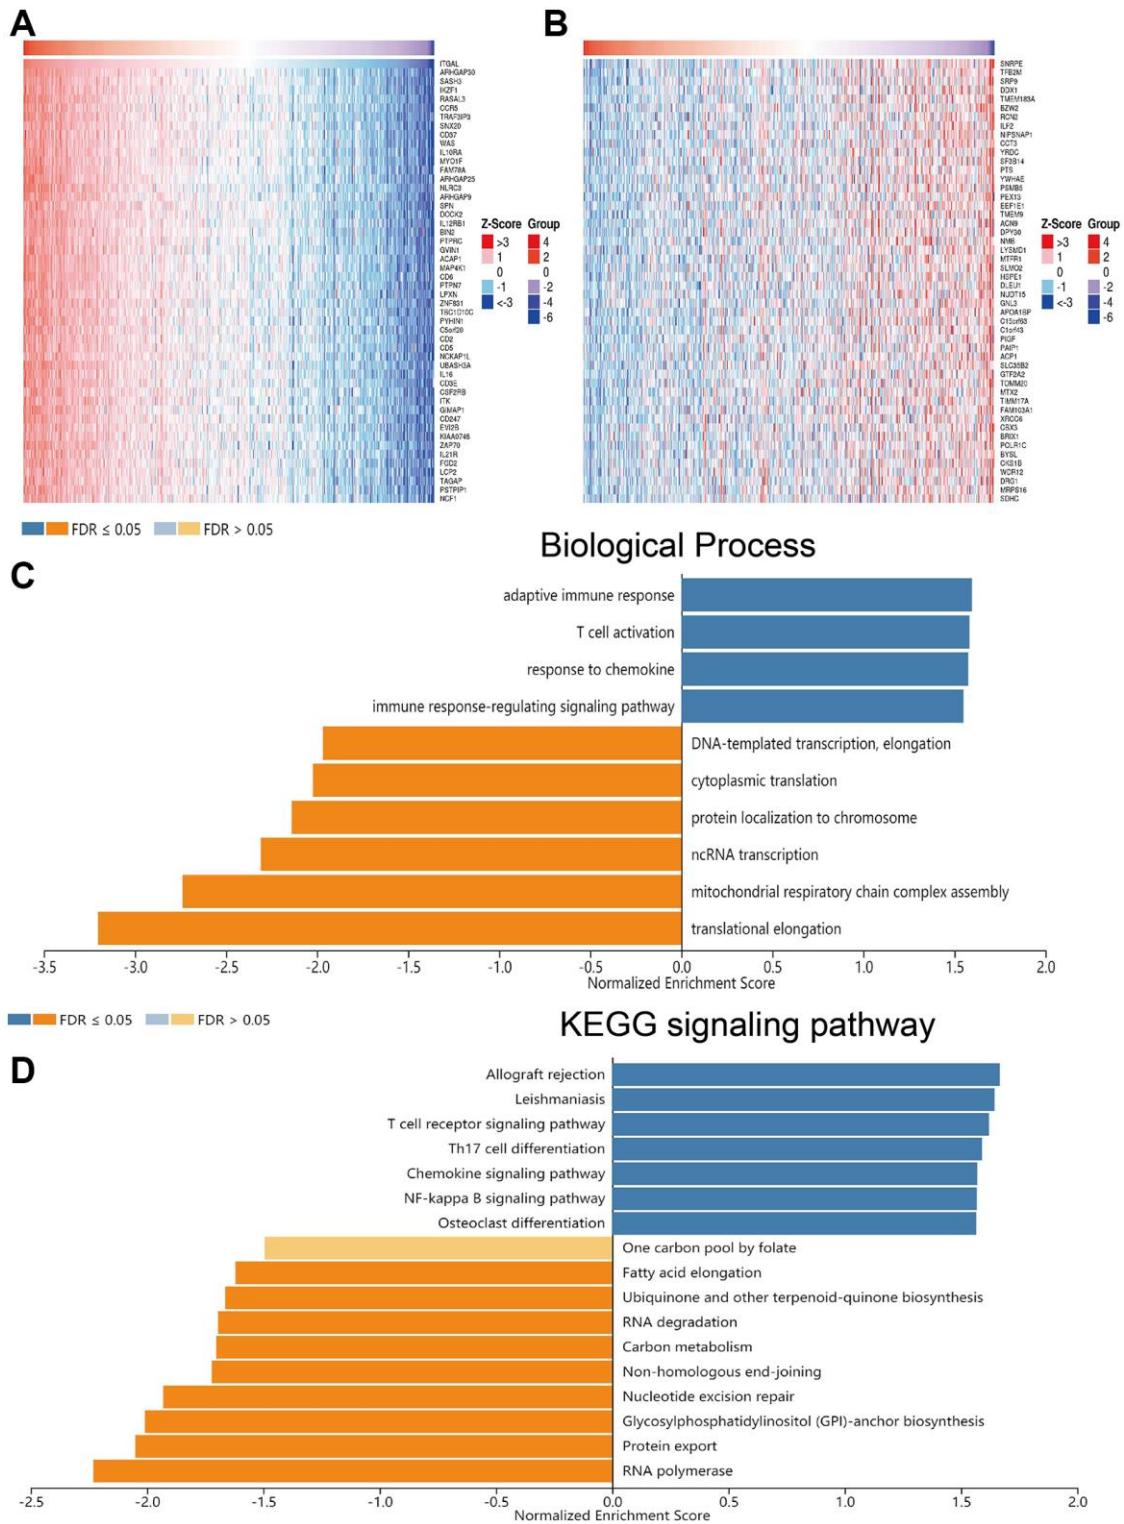 A
B
ITGAL
ARHGAP30
SASH3
IKZF1
RASAL3
CCR5
TRAF3IP3
SNX20
CD37
WAS
IL10RA
MYO1F
FAM78A
ARHGAP25
NLRC3
ARHGAP9
SPN
DOCK2
IL12RB1
BIN2
PTPRC
GVIN1
ACAP1
MAP4K1
CD6
PTPN7
LPXN
ZNF831
TBC1D10C
PYHIN1
C5orf20
CD2
CD5
NCKAP1L
UBASH3A
IL16
CD3E
CSF2RB
ITK
GIMAP1
CD247
EVI2B
KIAA0748
ZAP70
IL21R
FGD2
LCP2
TAGAP
PSTPIP1
NCF1
Z-Score Group
>3 4
1 2
0 0
-1 -2
<-3 -4
-6
SNRPE
TFB2M
SRP9
DDX1
TMEM183A
BZW2
RCN2
ILF2
NIPSNAP1
CCT3
YRDC
SF3B14
PTS
YWHAE
PSMB5
PEX13
EEF1E1
TMEM9
ACN9
DPY30
NMB
LYSMD1
MTFR1
SLMO2
HSPE1
DLEU1
NUDT15
GNL3
APOA1BP
C1orf43
PIGF
PAIP1
ACP1
SLC35B2
GTF2A2
TOMM20
MTX2
TIMM17A
FAM103A1
XRCC6
CBX3
BRIX1
POLR1C
BYSL
CKS1B
WDR12
DRG1
MRPS16
SDHC
Z-Score Group
>3 4
1 2
0 0
-1 -2
<-3 -4
-6
FDR ≤ 0.05 FDR > 0.05
Biological Process
C
adaptive immune response
T cell activation
response to chemokine
immune response-regulating signaling pathway
DNA-templated transcription, elongation
cytoplasmic translation
protein localization to chromosome
ncRNA transcription
mitochondrial respiratory chain complex assembly
translational elongation
-3.5 -3.0 -2.5 -2.0 -1.5 -1.0 -0.5 0.0 0.5 1.0 1.5 2.0
Normalized Enrichment Score
FDR ≤ 0.05 FDR > 0.05
KEGG signaling pathway
D
Allograft rejection
Leishmaniasis
T cell receptor signaling pathway
Th17 cell differentiation
Chemokine signaling pathway
NF-kappa B signaling pathway
Osteoclast differentiation
One carbon pool by folate
Fatty acid elongation
Ubiquinone and other terpenoid-quinone biosynthesis
RNA degradation
Carbon metabolism
Non-homologous end-joining
Nucleotide excision repair
Glycosylphosphatidylinositol (GPI)-anchor biosynthesis
Protein export
RNA polymerase
-2.5 -2.0 -1.5 -1.0 -0.5 0.0 0.5 1.0 1.5 2.0
Normalized Enrichment Score